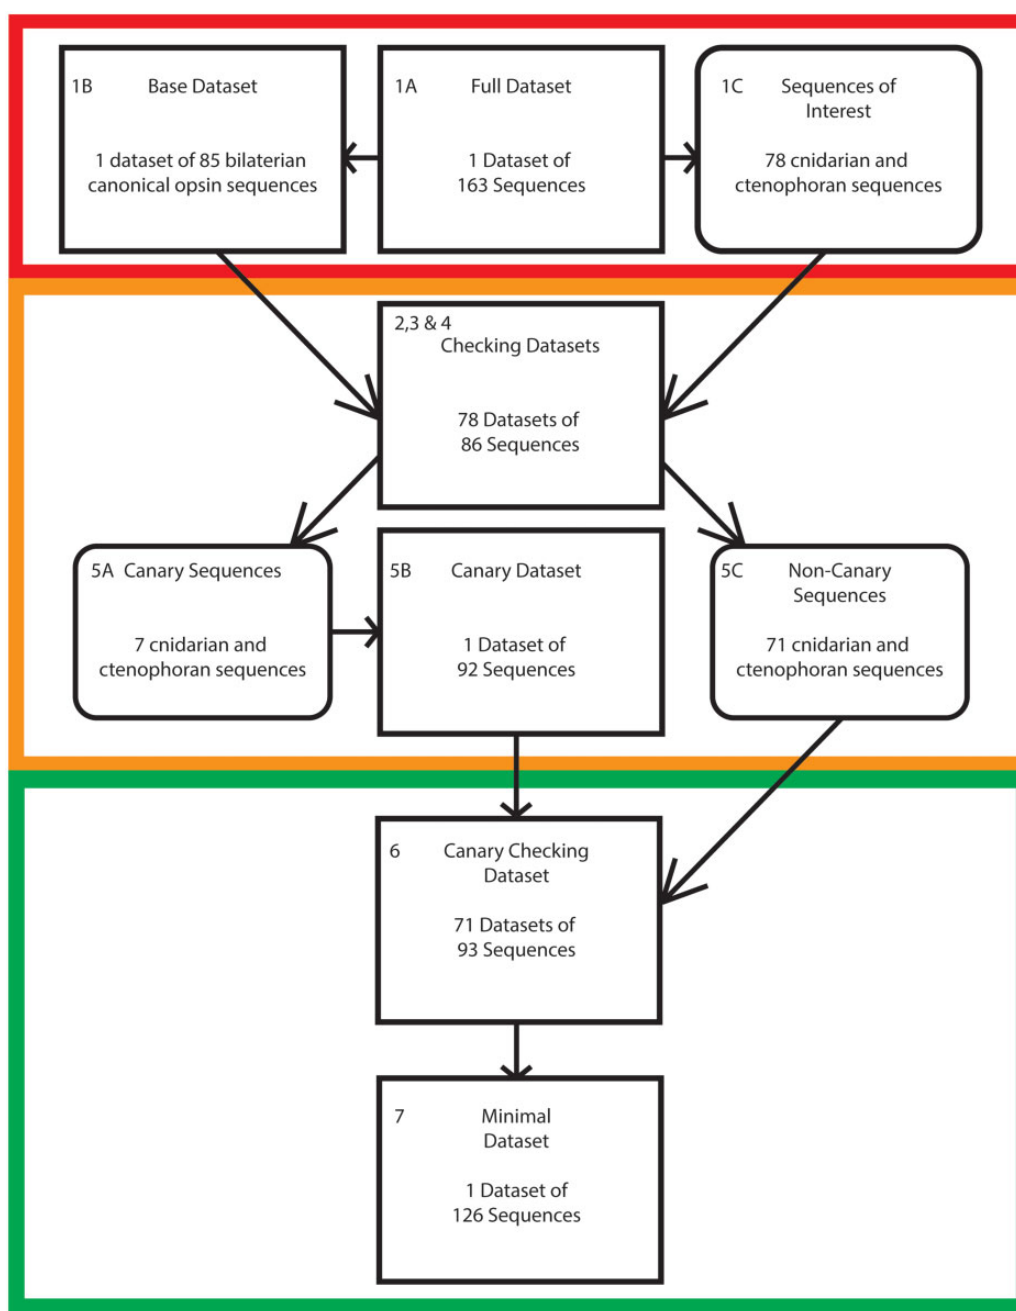 1B Base Dataset
1 dataset of 85 bilaterian
canonical opsin sequences
1A Full Dataset
1 Dataset of
163 Sequences
1C Sequences of
Interest
78 cnidarian and
ctenophoran sequences
2,3 & 4
Checking Datasets
78 Datasets of
86 Sequences
5A Canary Sequences
7 cnidarian and
ctenophoran sequences
5B Canary Dataset
1 Dataset of
92 Sequences
5C Non-Canary
Sequences
71 cnidarian and
ctenophoran sequences
6 Canary Checking
Dataset
71 Datasets of
93 Sequences
7 Minimal
Dataset
1 Dataset of
126 Sequences